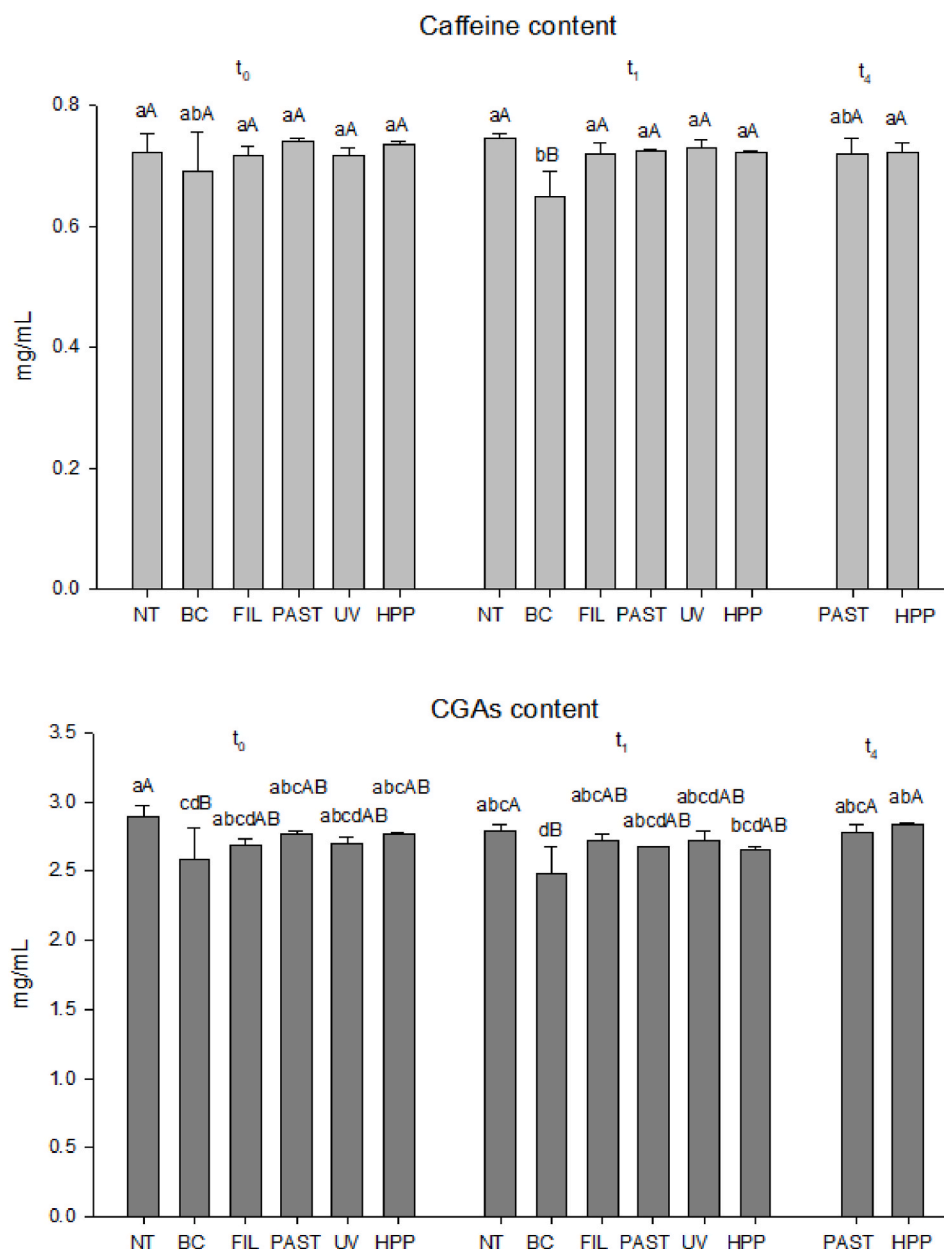 Caffeine content
t0 t1 t4
0.8
0.6
0.4
0.2
0.0
mg/mL
aA abA aA aA aA aA aA bB aA aA aA aA abA aA
NT BC FIL PAST UV HPP NT BC FIL PAST UV HPP PAST HPP
CGAs content
t0 t1 t4
3.5
3.0
2.5
2.0
1.5
1.0
0.5
0.0
mg/mL
aA cdB abcdAB abcAB abcdAB abcAB abcA dB abcAB abcdAB abcdAB bcdAB abcA abA
NT BC FIL PAST UV HPP NT BC FIL PAST UV HPP PAST HPP